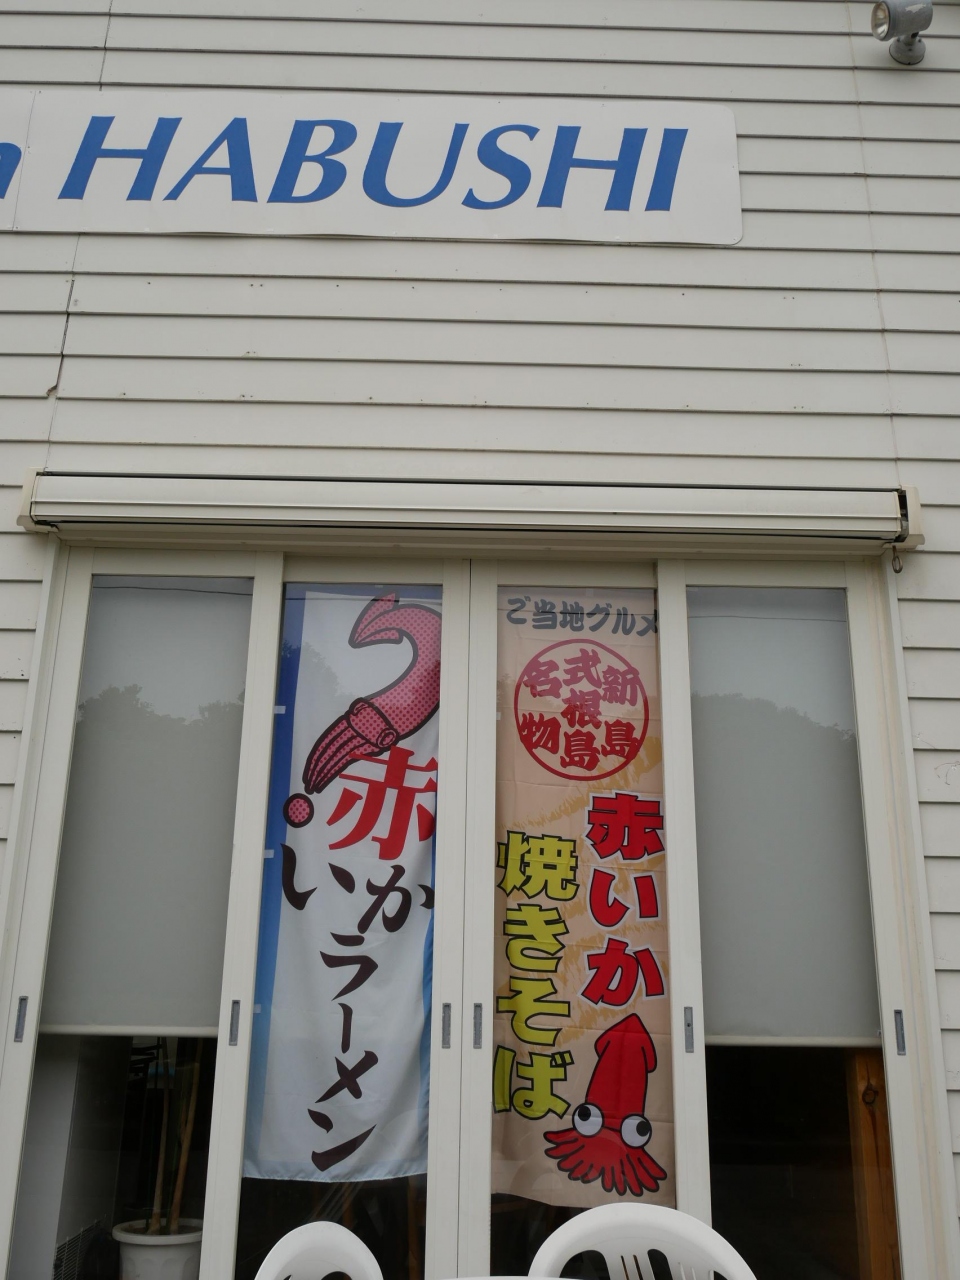 HABUSHI
赤いかラーメン
ご当地グルメ
新島
式根島
名物
赤いか
焼きそば